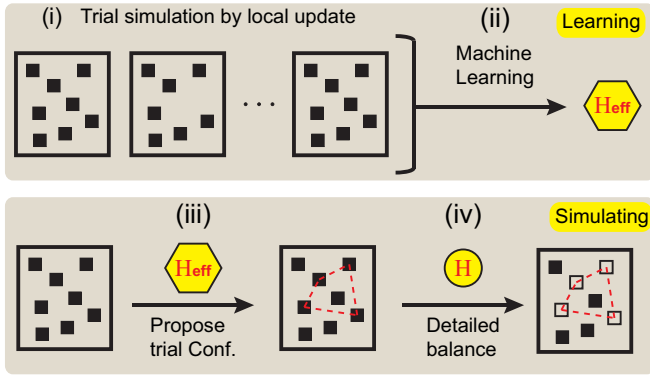 (i) Trial simulation by local update
(ii)
Learning
Machine
Learning
Heff
. . .
(iii)
(iv)
Simulating
Heff
H
Propose
trial Conf.
Detailed
balance